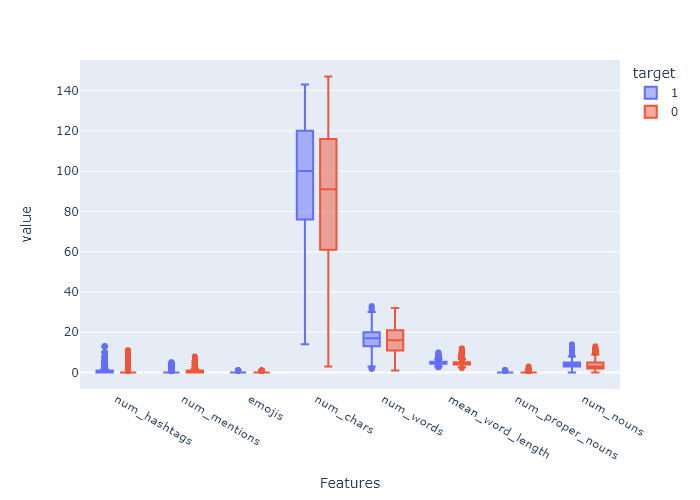 target
1
0
140
120
100
80
60
40
20
0
value
num_hashtags
num_mentions
emojis
num_chars
num_words
mean_word_length
num_proper_nouns
num_nouns
Features